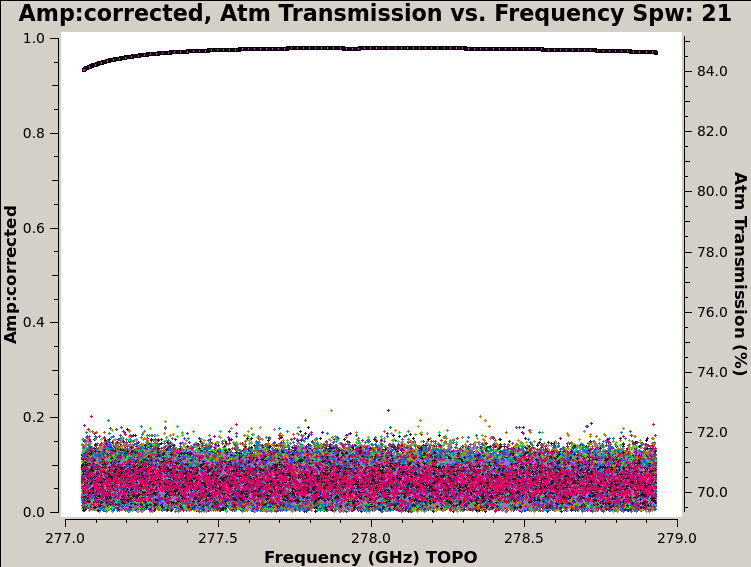 Amp:corrected, Atm Transmission vs. Frequency Spw: 21
1.0
0.8
0.6
0.4
0.2
0.0
Amp:corrected
84.0
82.0
80.0
78.0
76.0
74.0
72.0
70.0
Atm Transmission (%)
277.0 277.5 278.0 278.5 279.0
Frequency (GHz) TOPO